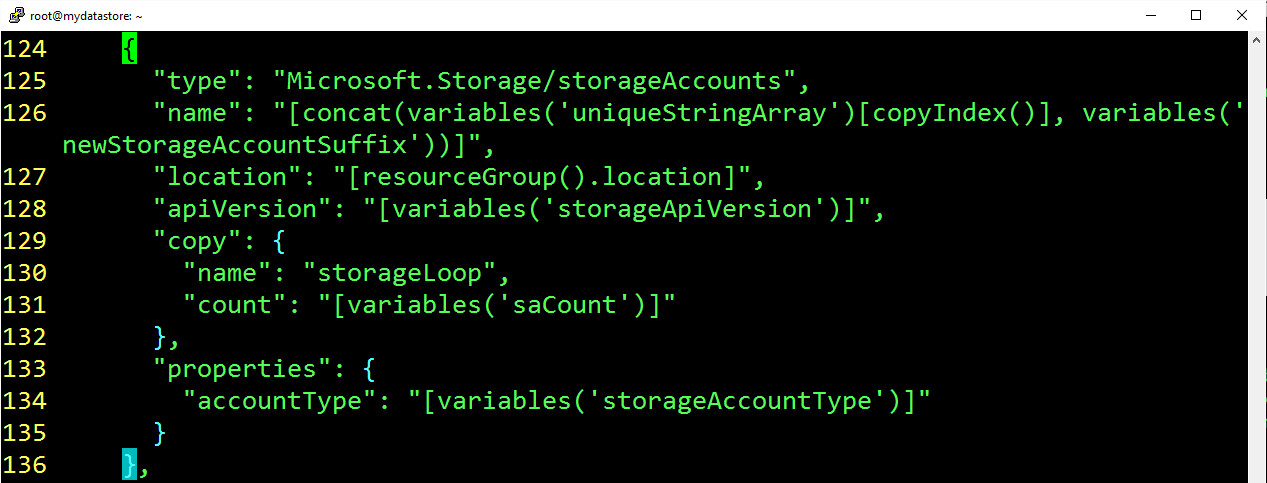 root@mydatastore: ~
124 {
125 "type": "Microsoft.Storage/storageAccounts",
126 "name": "[concat(variables('uniqueStringArray')[copyIndex()], variables('
newStorageAccountSuffix'))]",
127 "location": "[resourceGroup().location]",
128 "apiVersion": "[variables('storageApiVersion')]",
129 "copy": {
130 "name": "storageLoop",
131 "count": "[variables('saCount')]"
132 },
133 "properties": {
134 "accountType": "[variables('storageAccountType')]"
135 }
136 },